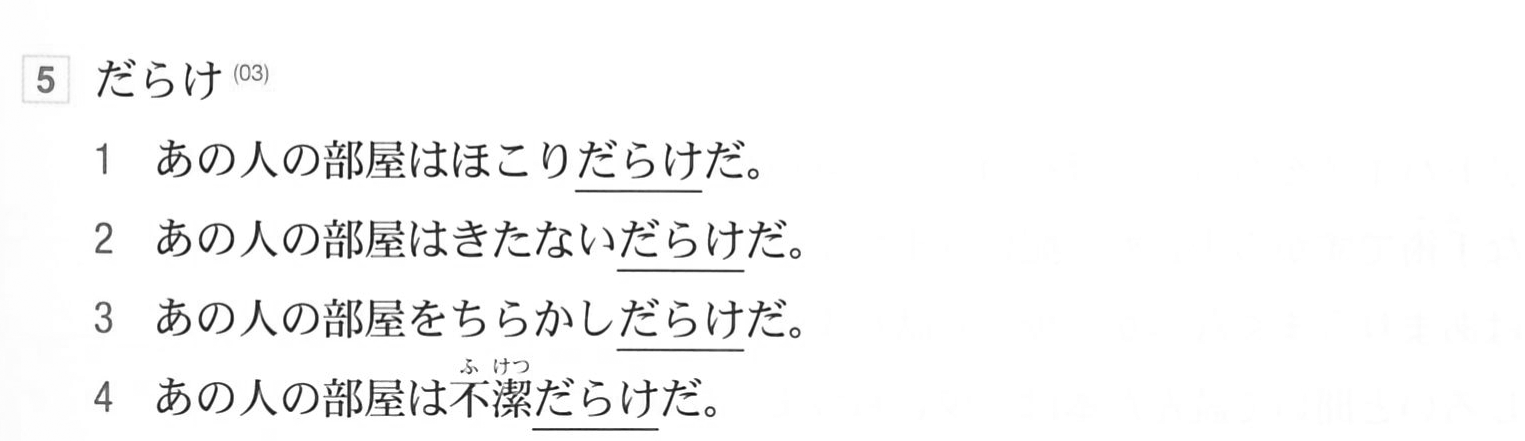 5 だらけ (03)
1 あの人の部屋はほこりだらけだ。
2 あの人の部屋はきたないだらけだ。
3 あの人の部屋をちらかしだらけだ。
ふ けつ
4 あの人の部屋は不潔だらけだ。